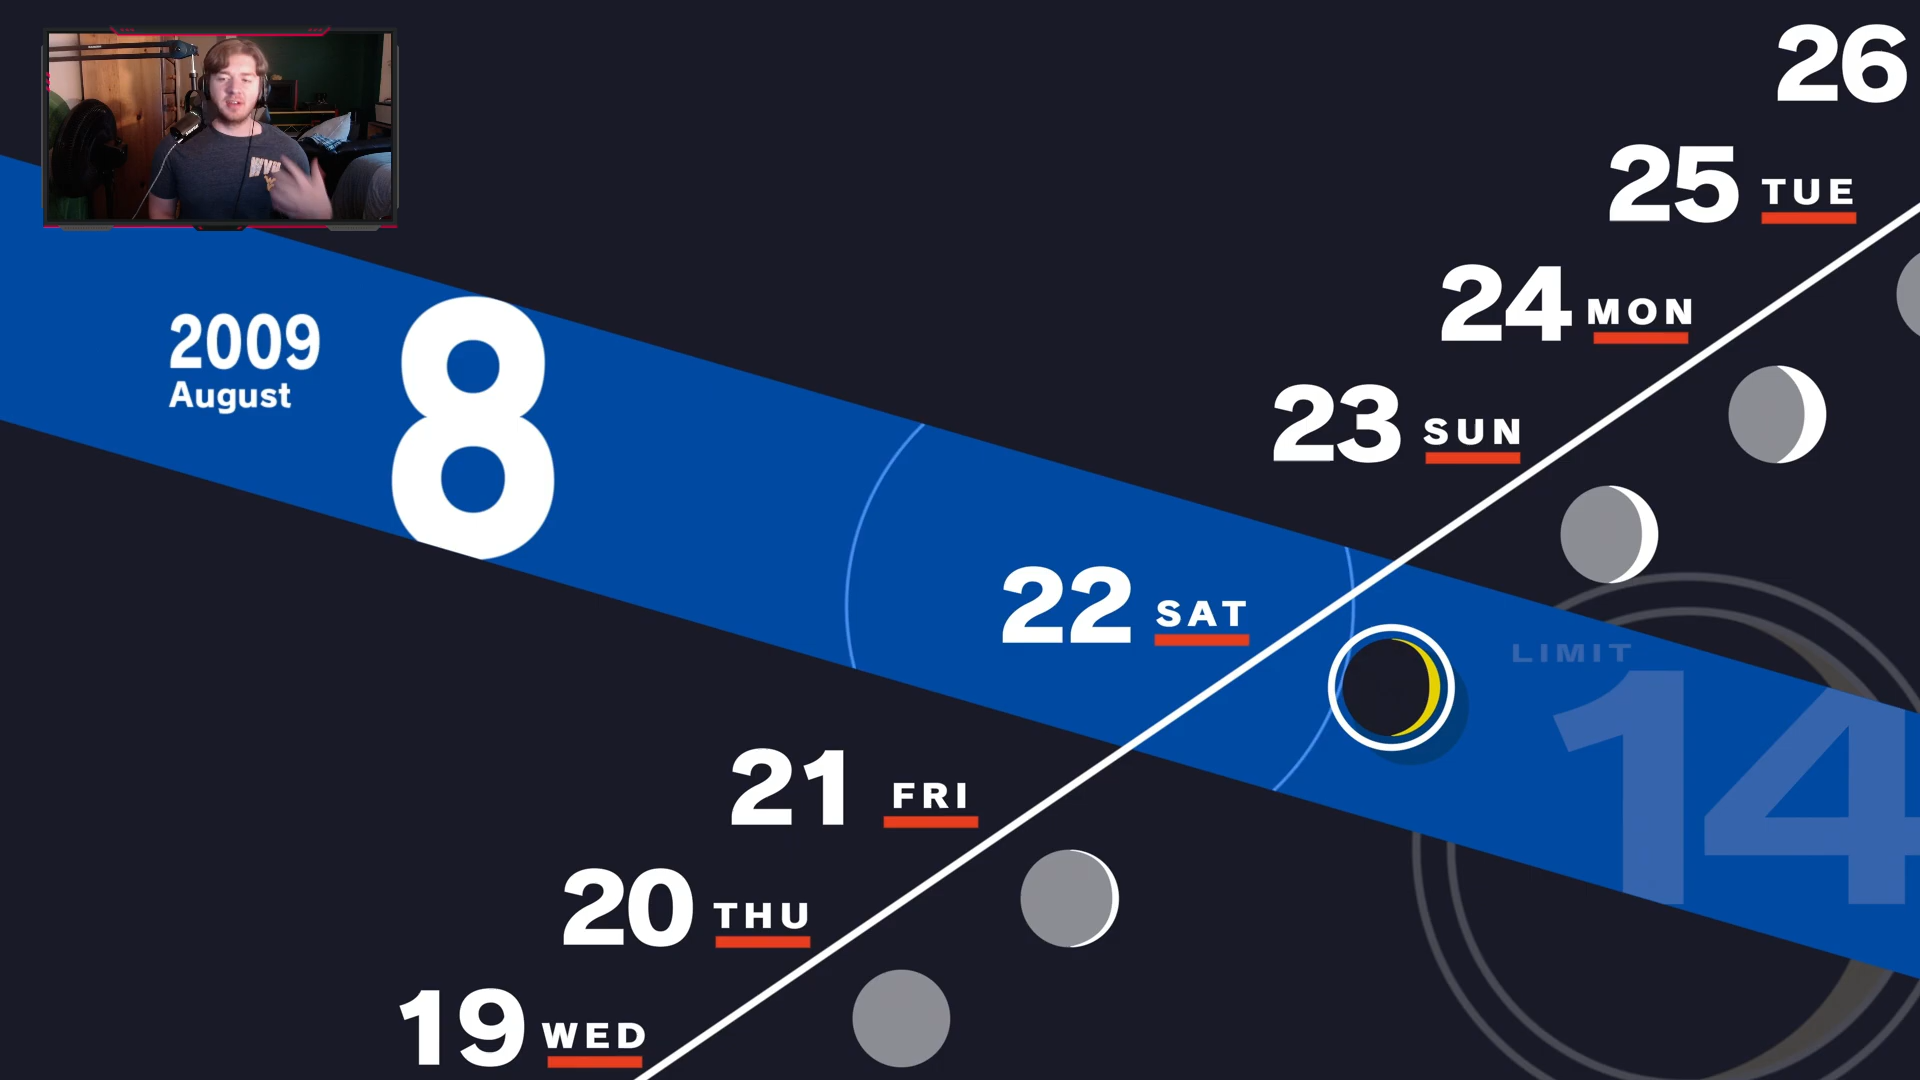 26
25 TUE
24 MON
23 SUN
2009
August
8
22 SAT
LIMIT
14
21 FRI
20 THU
19 WED
WVU